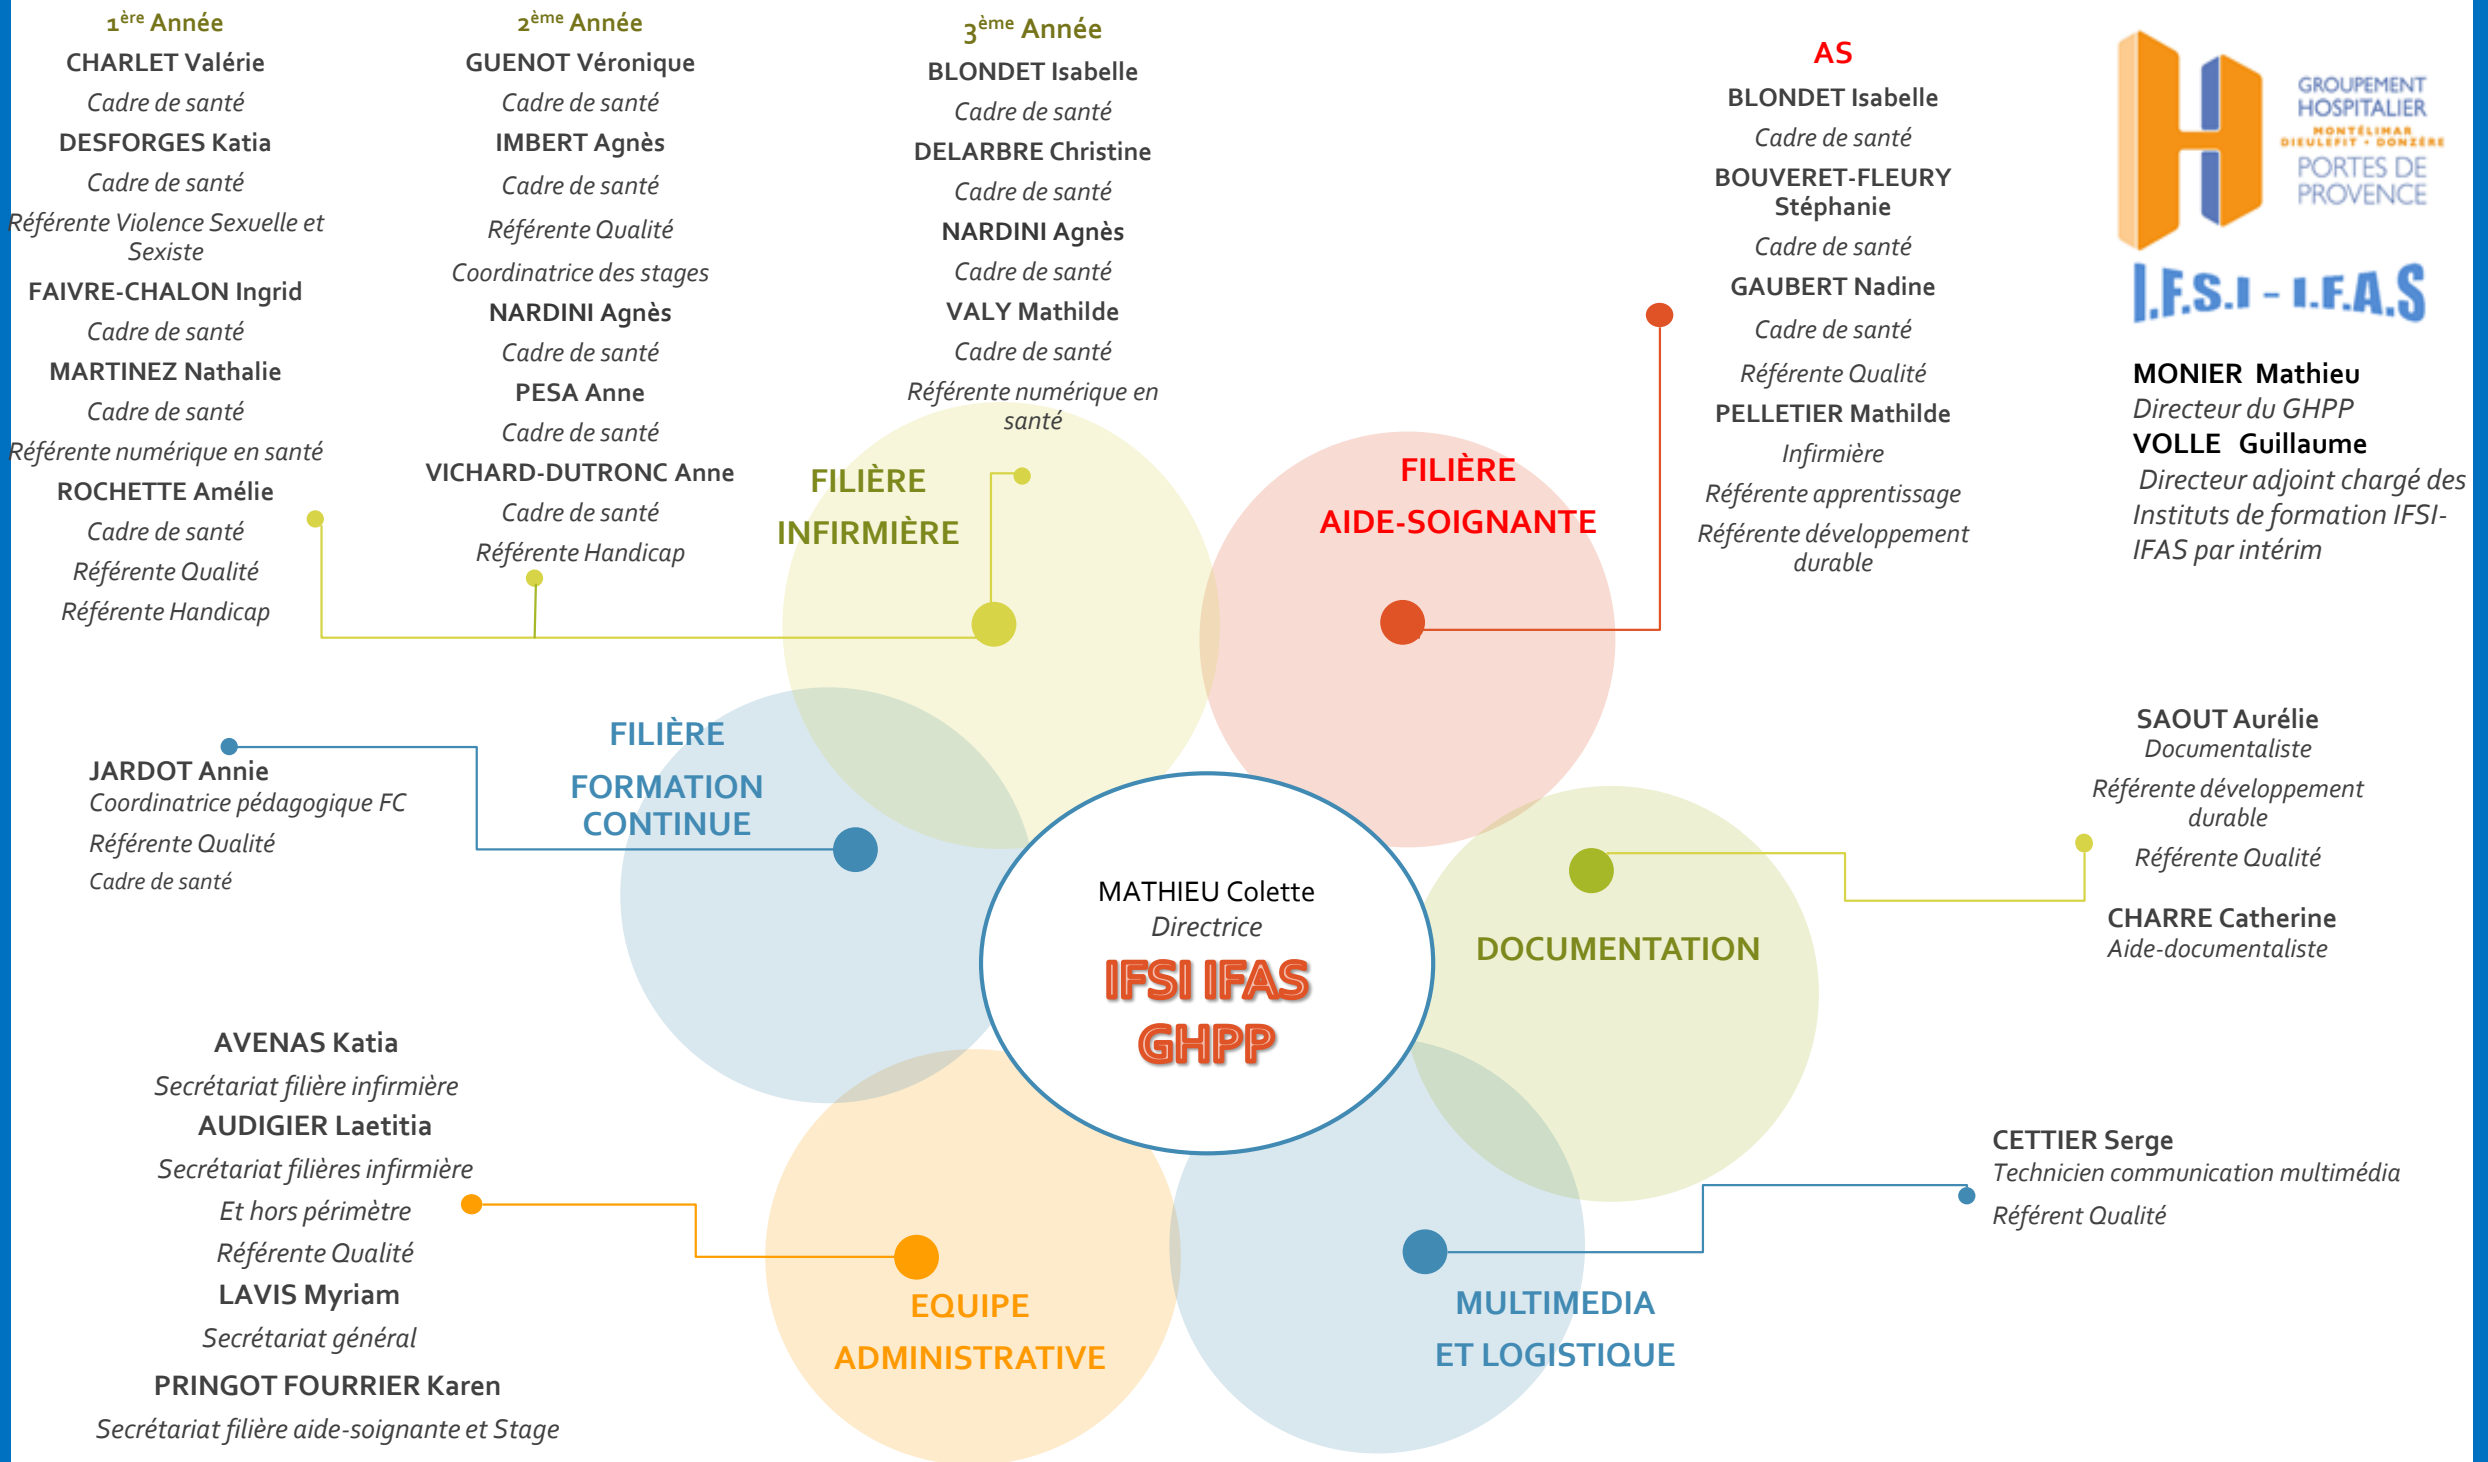 1ère Année
CHARLET Valérie
Cadre de santé
DESFORGES Katia
Cadre de santé
Référente Violence Sexuelle et
Sexiste
FAIVRE-CHALON Ingrid
Cadre de santé
MARTINEZ Nathalie
Cadre de santé
Référente numérique en santé
ROCHETTE Amélie
Cadre de santé
Référente Qualité
Référente Handicap
2ème Année
GUENOT Véronique
Cadre de santé
IMBERT Agnès
Cadre de santé
Référente Qualité
Coordinatrice des stages
NARDINI Agnès
Cadre de santé
PESA Anne
Cadre de santé
VICHARD-DUTRONC Anne
Cadre de santé
Référente Handicap
3ème Année
BLONDET Isabelle
Cadre de santé
DELARBRE Christine
Cadre de santé
NARDINI Agnès
Cadre de santé
VALY Mathilde
Cadre de santé
Référente numérique en
santé
FILIÈRE
INFIRMIÈRE
AS
BLONDET Isabelle
Cadre de santé
BOUVERET-FLEURY
Stéphanie
Cadre de santé
GAUBERT Nadine
Cadre de santé
Référente Qualité
PELLETIER Mathilde
Infirmière
Référente apprentissage
Référente développement
durable
FILIÈRE
AIDE-SOIGNANTE
GROUPEMENT
HOSPITALIER
MONTÉLIMAR
DIEULEFIT • DONZÈRE
PORTES DE
PROVENCE
I.F.S.I - I.F.A.S
MONIER Mathieu
Directeur du GHPP
VOLLE Guillaume
Directeur adjoint chargé des
Instituts de formation IFSI-
IFAS par intérim
FILIÈRE
FORMATION
CONTINUE
JARDOT Annie
Coordinatrice pédagogique FC
Référente Qualité
Cadre de santé
MATHIEU Colette
Directrice
IFSI IFAS
GHPP
DOCUMENTATION
SAOUT Aurélie
Documentaliste
Référente développement
durable
Référente Qualité
CHARRE Catherine
Aide-documentaliste
AVENAS Katia
Secrétariat filière infirmière
AUDIGIER Laetitia
Secrétariat filières infirmière
Et hors périmètre
Référente Qualité
LAVIS Myriam
Secrétariat général
PRINGOT FOURRIER Karen
Secrétariat filière aide-soignante et Stage
EQUIPE
ADMINISTRATIVE
MULTIMEDIA
ET LOGISTIQUE
CETTIER Serge
Technicien communication multimédia
Référent Qualité